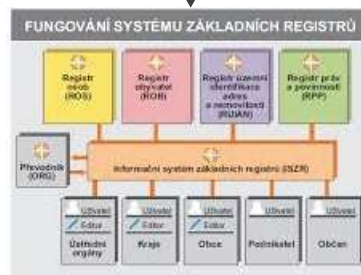 FUNGOVÁNÍ SYSTÉMU ZÁKLADNÍCH REGISTRŮ
Registr
osob
(ROS)
Registr
obyvatel
(ROB)
Registr územní
identifikace
adres
a nemovitostí
(RUIAN)
Registr práv
a povinností
(RPP)
Převodník
(ORG)
Informační systém základních registrů (ISZR)
Uživatel
Editor
Ústřední
orgány
Uživatel
Editor
Kraje
Uživatel
Editor
Obce
Uživatel
Podnikatel
Uživatel
Občan